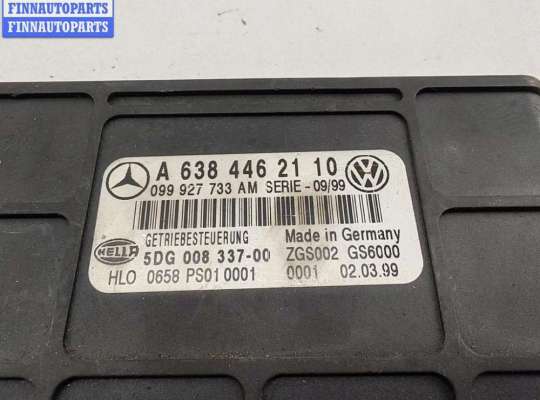 FINNAUTOPARTS
FINNAUTOPARTS
A 638 446 21 10
099 927 733 AM SERIE - 09/99
GETRIEBESTEUERUNG Made in Germany
HELLA 5DG 008 337-00 ZGS002 GS6000
HLO 0658 PS01 0001 0001 02.03.99